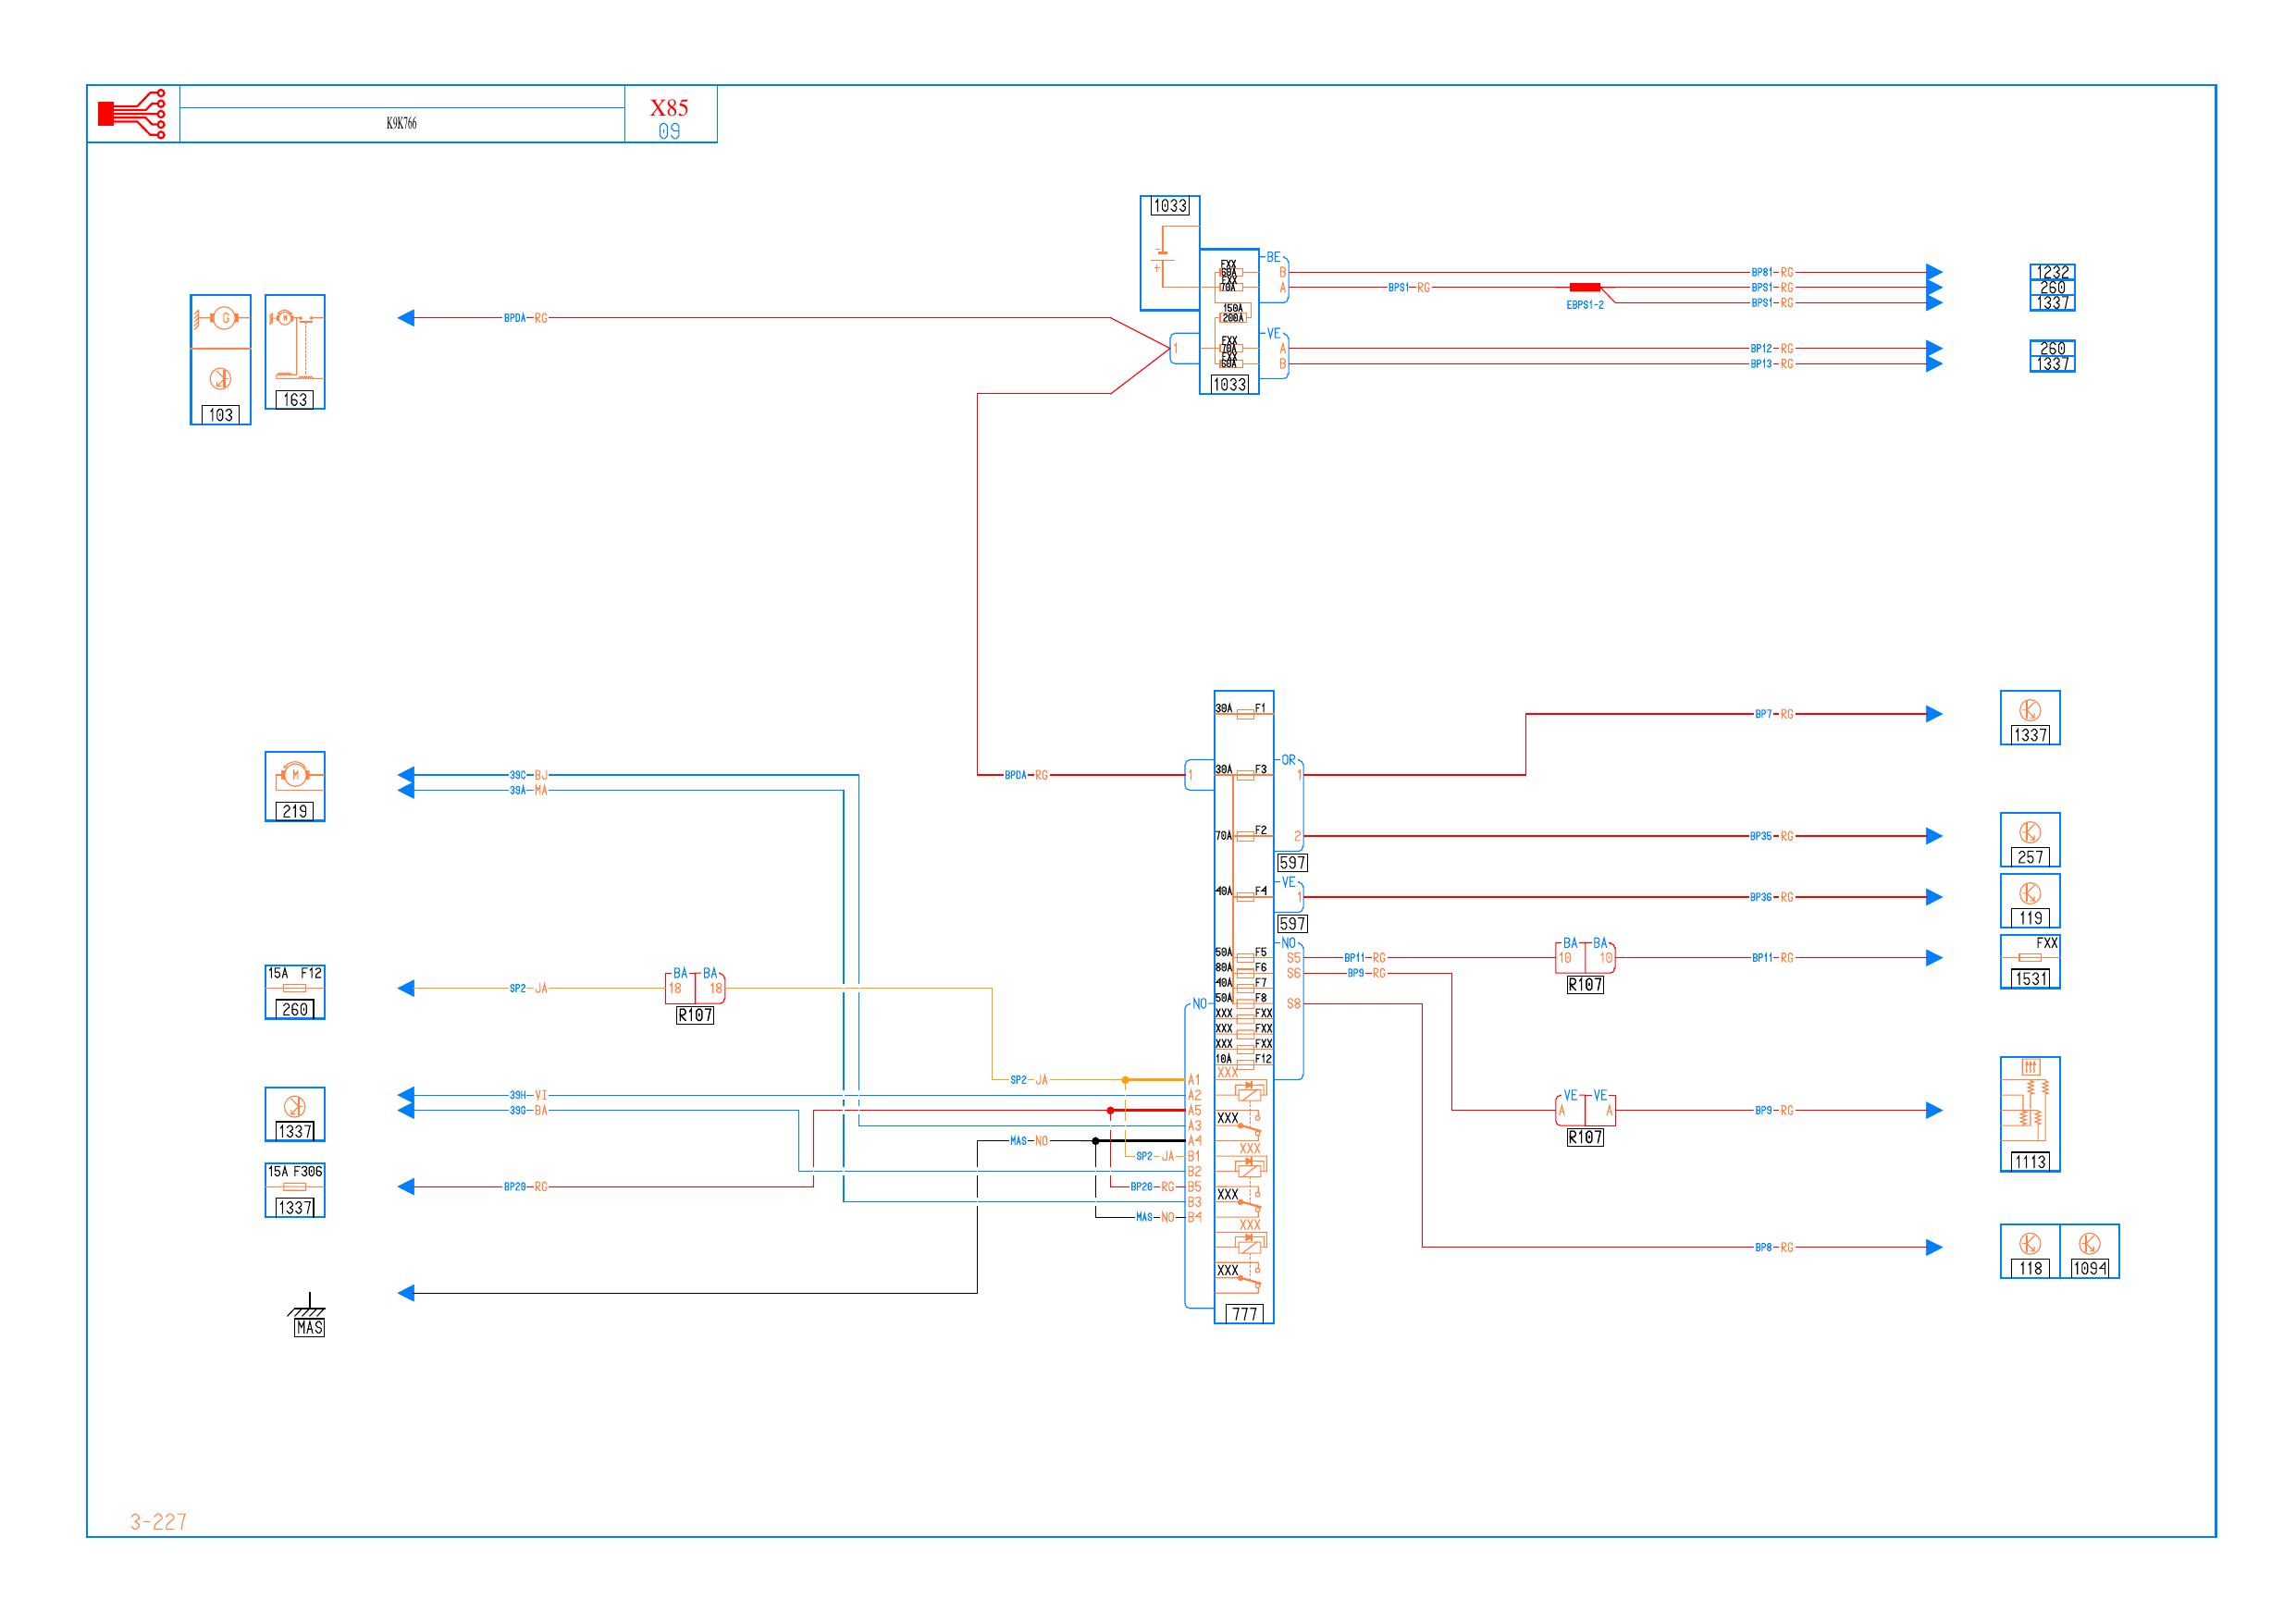 X85
K9K766
09
1033
BE
FXX
60A
B
BP81-RG
1232
FXX
70A
A
BPS1-RG
BPS1-RG
260
BPS1-RG
1337
EBPS1-2
150A
200A
G
M
BPDA-RG
VE
1
FXX
70A
A
BP12-RG
260
FXX
60A
B
BP13-RG
1337
1033
163
103
30A F1
BP7-RG
1337
OR
M
39C-BJ
BPDA-RG
1
30A F3
1
39A-MA
219
70A F2
2
BP35-RG
257
597
VE
40A F4
1
BP36-RG
119
597
NO
BA BA
FXX
50A F5
S5
BP11-RG
10 10
BP11-RG
1531
80A F6
S6
BP9-RG
R107
15A F12
BA BA
40A F7
SP2-JA
18 18
260
R107
NO
50A F8
S8
XXX FXX
XXX FXX
XXX FXX
10A F12
XXX
SP2-JA
A1
39H-VI
A2
VE VE
39G-BA
A5
A A
BP9-RG
1337
XXX
A3
R107
MAS-NO
A4
XXX
SP2-JA
B1
1113
15A F306
B2
BP28-RG
BP28-RG
B5
1337
XXX
B3
MAS-NO
B4
XXX
BP8-RG
118
1094
XXX
MAS
777
3-227